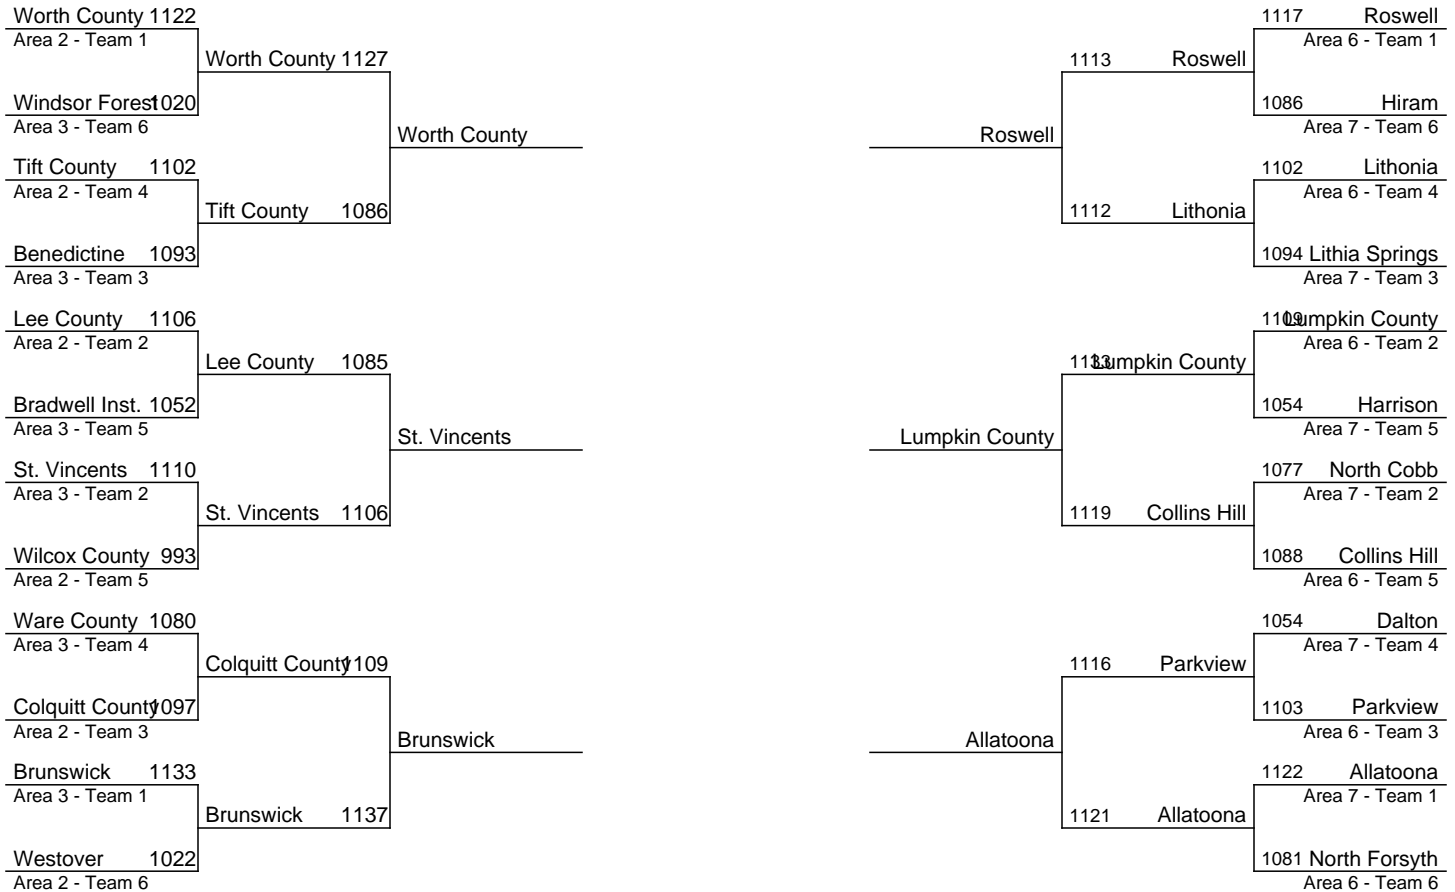 Worth County 1122
Area 2 - Team 1
Worth County 1127
Windsor Forest 1020
Area 3 - Team 6
Worth County
Tift County 1102
Area 2 - Team 4
Tift County 1086
Benedictine 1093
Area 3 - Team 3
Lee County 1106
Area 2 - Team 2
Lee County 1085
Bradwell Inst. 1052
Area 3 - Team 5
St. Vincents
St. Vincents 1110
Area 3 - Team 2
St. Vincents 1106
Wilcox County 993
Area 2 - Team 5
Ware County 1080
Area 3 - Team 4
Colquitt County 1109
Colquitt County 1097
Area 2 - Team 3
Brunswick
Brunswick 1133
Area 3 - Team 1
Brunswick 1137
Westover 1022
Area 2 - Team 6
1117 Roswell
Area 6 - Team 1
1113 Roswell
1086 Hiram
Area 7 - Team 6
Roswell
1102 Lithonia
Area 6 - Team 4
1112 Lithonia
1094 Lithia Springs
Area 7 - Team 3
1109 Lumpkin County
Area 6 - Team 2
1133 Lumpkin County
1054 Harrison
Area 7 - Team 5
Lumpkin County
1077 North Cobb
Area 7 - Team 2
1119 Collins Hill
1088 Collins Hill
Area 6 - Team 5
1054 Dalton
Area 7 - Team 4
1116 Parkview
1103 Parkview
Area 6 - Team 3
Allatoona
1122 Allatoona
Area 7 - Team 1
1121 Allatoona
1081 North Forsyth
Area 6 - Team 6